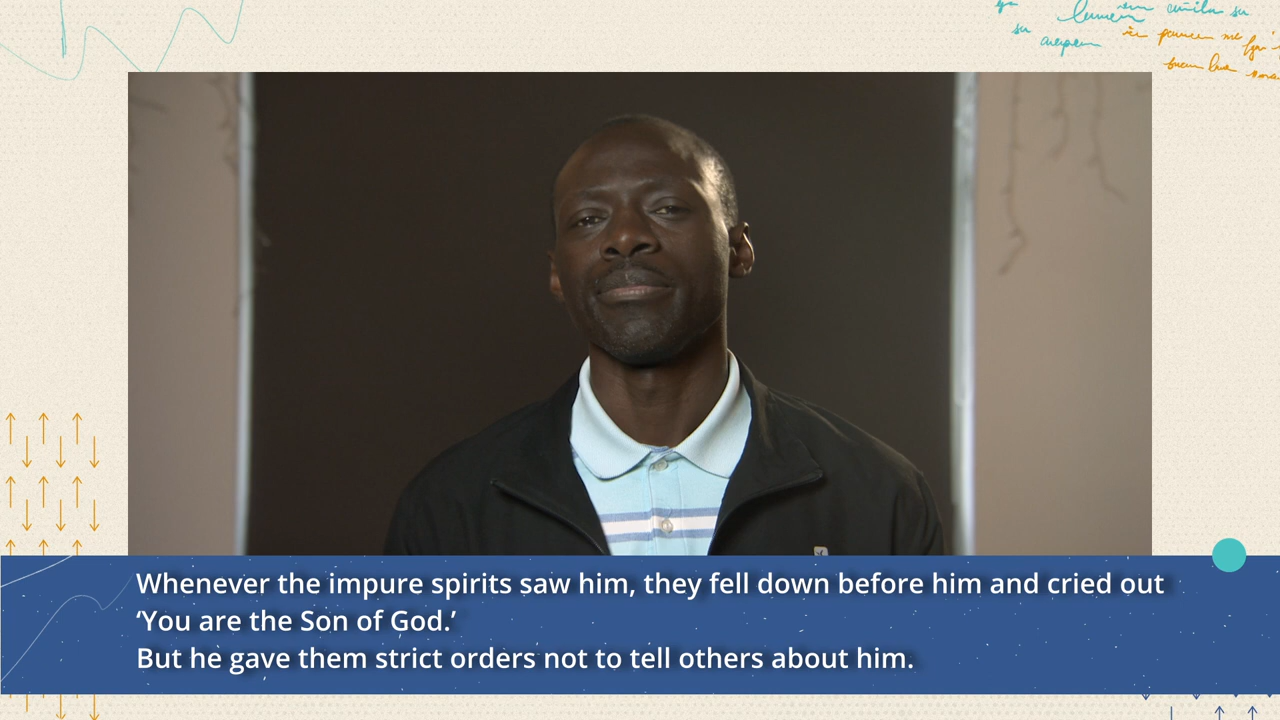 Whenever the impure spirits saw him, they fell down before him and cried out
‘You are the Son of God.’
But he gave them strict orders not to tell others about him.